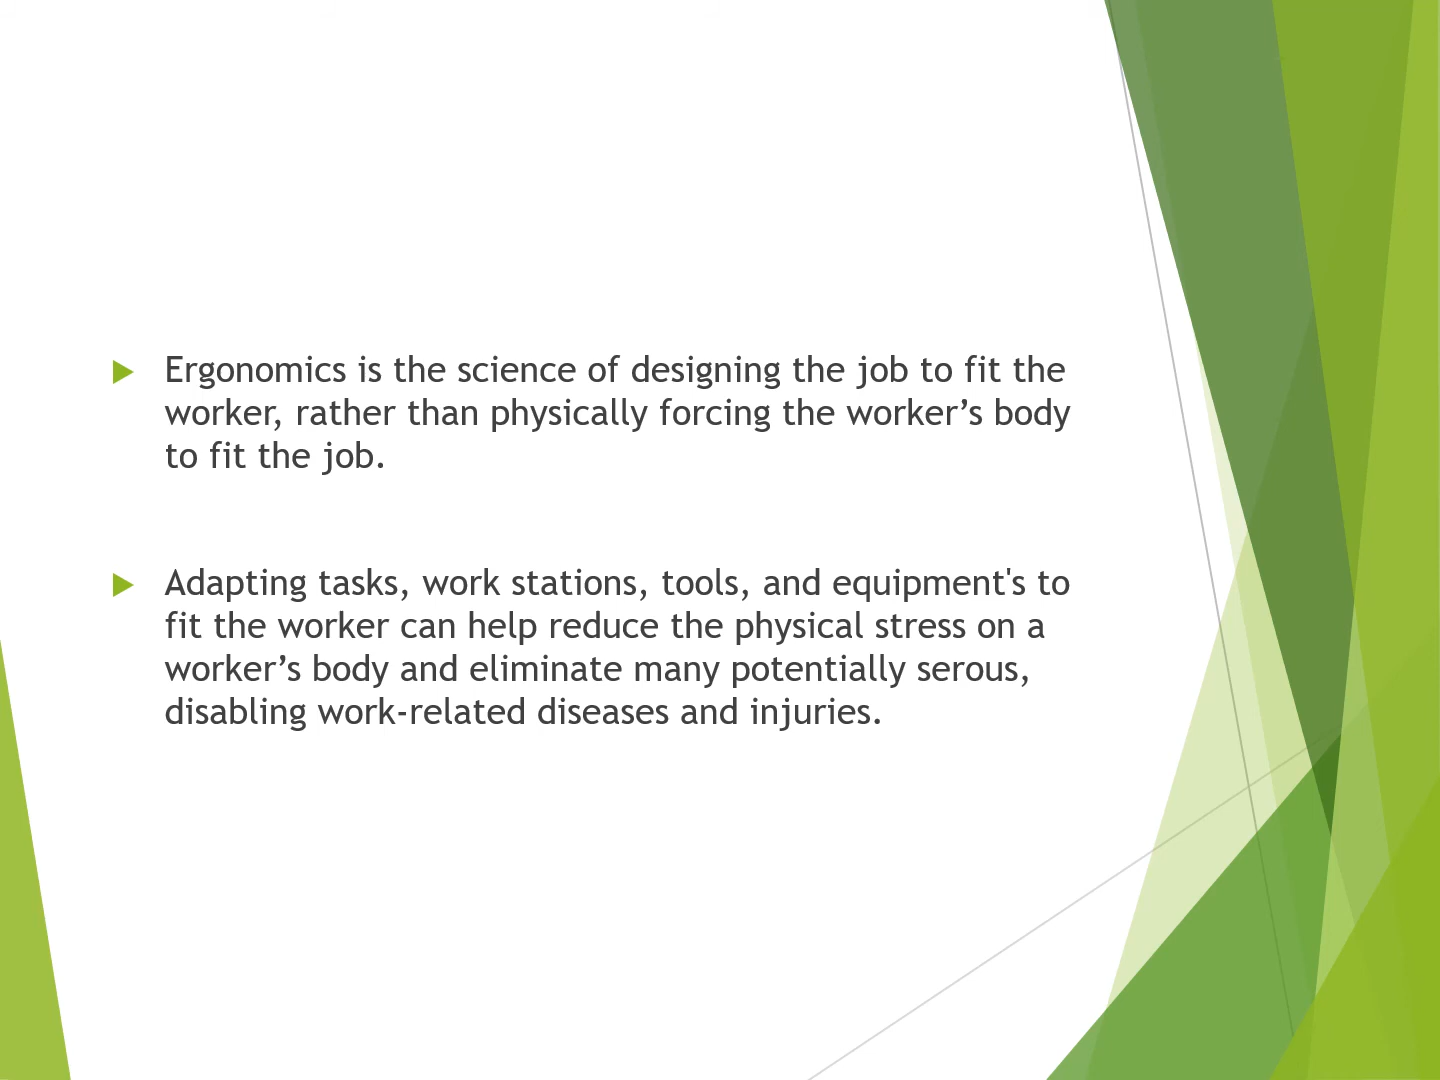 Ergonomics is the science of designing the job to fit the
worker, rather than physically forcing the worker’s body
to fit the job.
Adapting tasks, work stations, tools, and equipment's to
fit the worker can help reduce the physical stress on a
worker’s body and eliminate many potentially serous,
disabling work-related diseases and injuries.